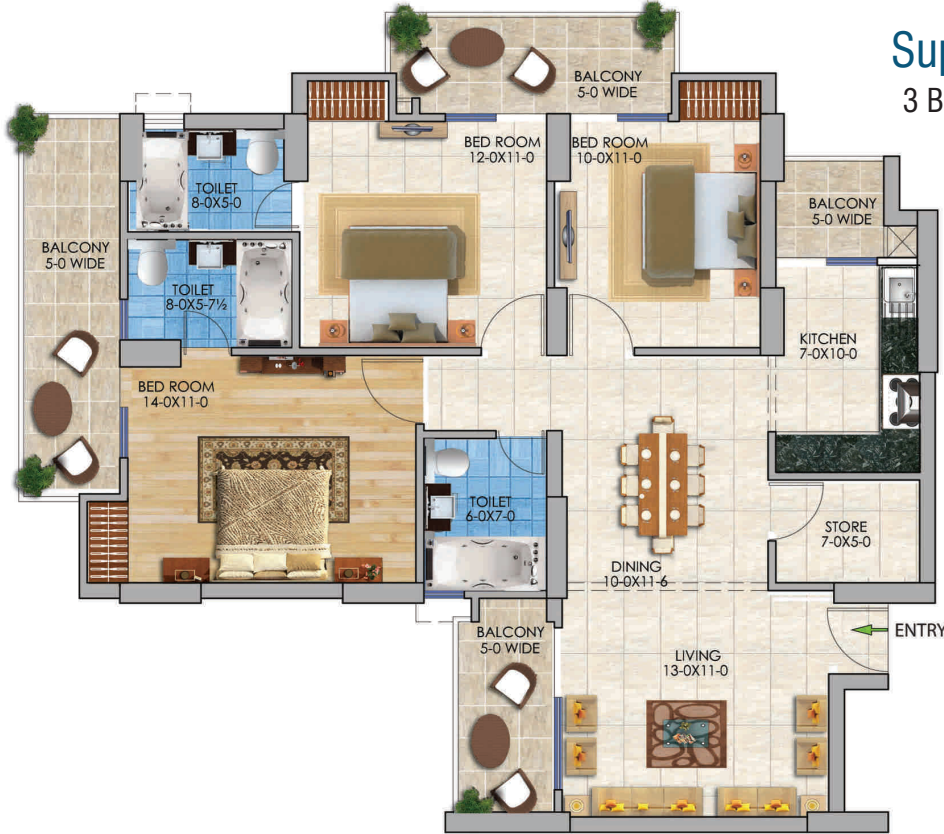 Sup
3 B
BALCONY
5-0 WIDE
BED ROOM
12-0X11-0
BED ROOM
10-0X11-0
TOILET
8-0X5-0
BALCONY
5-0 WIDE
BALCONY
5-0 WIDE
TOILET
8-0X5-7½
KITCHEN
7-0X10-0
BED ROOM
14-0X11-0
TOILET
6-0X7-0
STORE
7-0X5-0
DINING
10-0X11-6
ENTRY
BALCONY
5-0 WIDE
LIVING
13-0X11-0